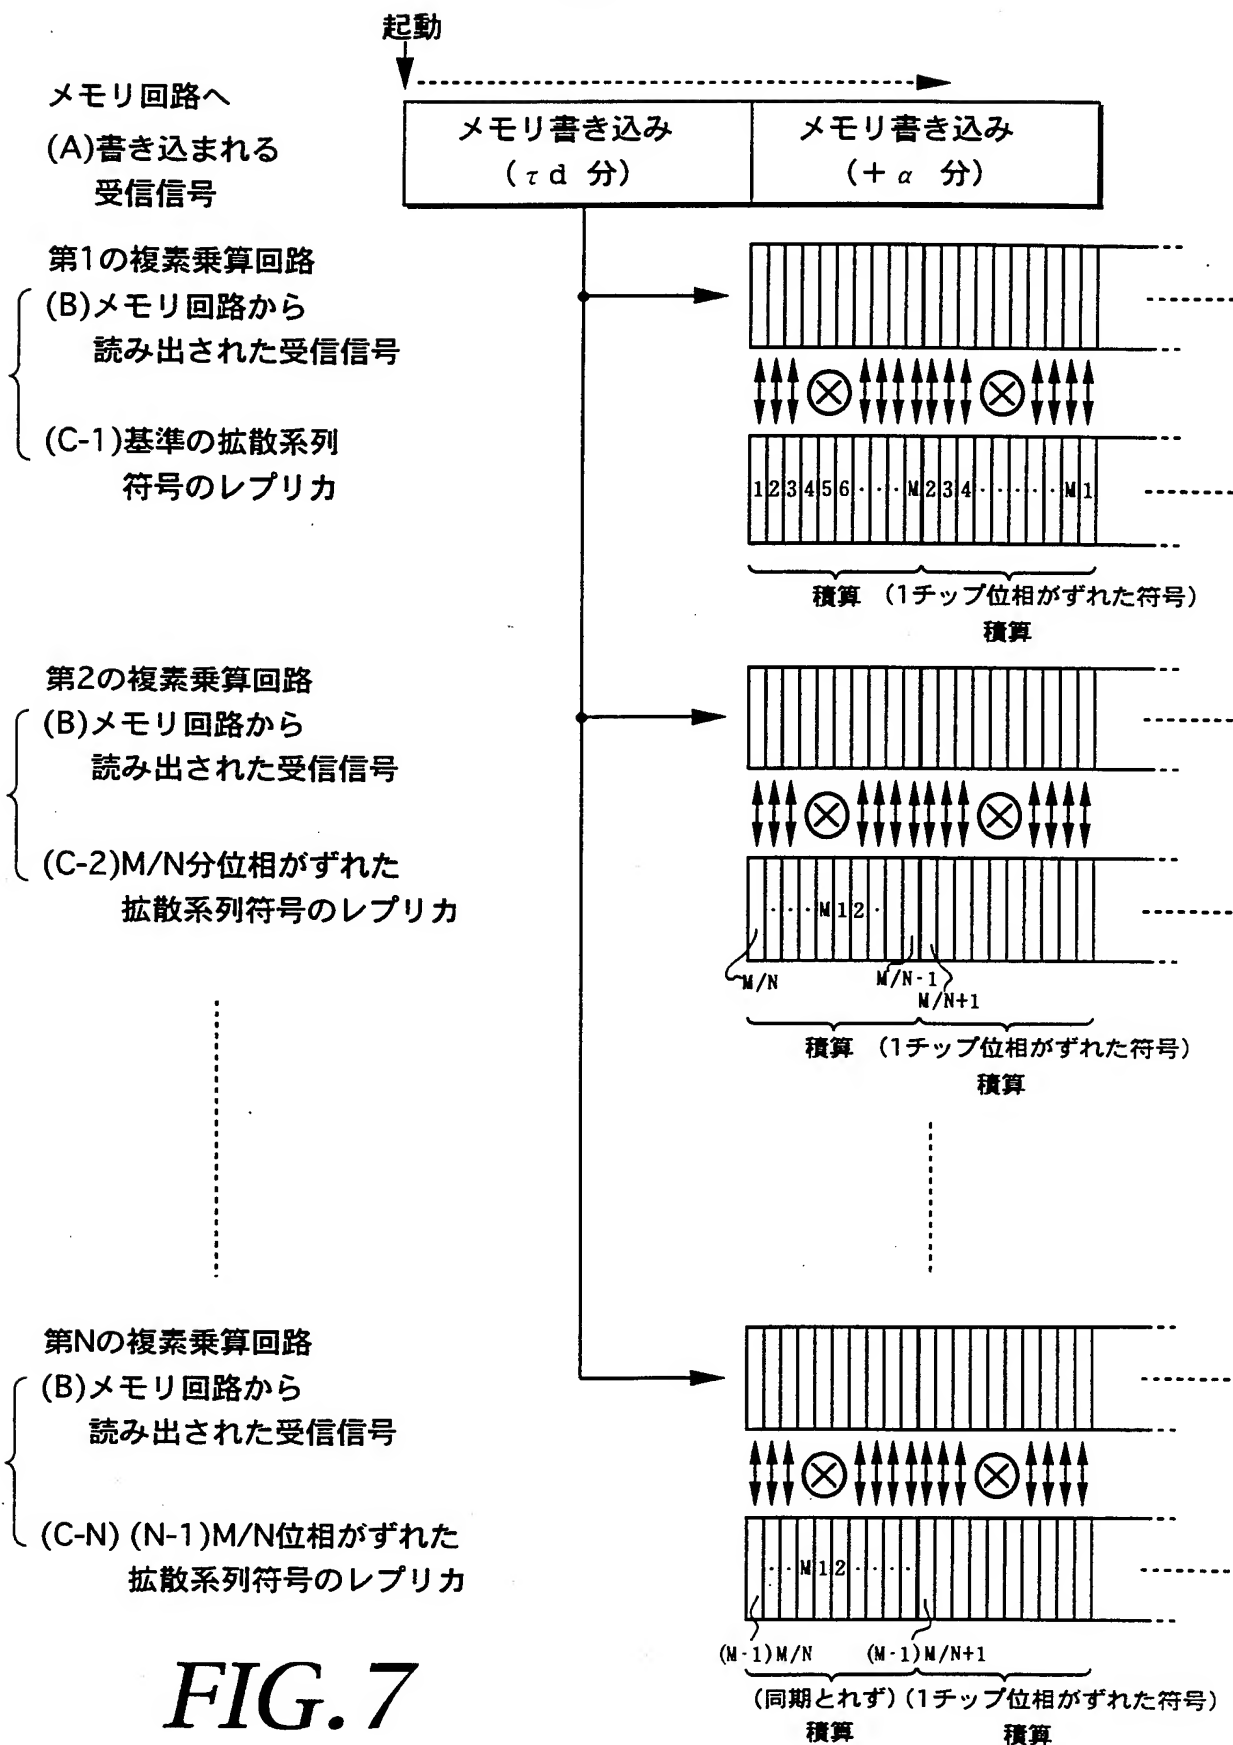 起動
メモリ回路へ
(A)書き込まれる
受信信号
メモリ書き込み
(τd 分)
メモリ書き込み
(+α 分)
第1の複素乗算回路
(B)メモリ回路から
読み出された受信信号
(C-1)基準の拡散系列
符号のレプリカ
1 2 3 4 5 6 · · · M 2 3 4 · · · · · M 1
積算 (1チップ位相がずれた符号)
積算
第2の複素乗算回路
(B)メモリ回路から
読み出された受信信号
(C-2)M/N分位相がずれた
拡散系列符号のレプリカ
· · · M 1 2 ·
M/N M/N-1
M/N+1
積算 (1チップ位相がずれた符号)
積算
第Nの複素乗算回路
(B)メモリ回路から
読み出された受信信号
(C-N) (N-1)M/N位相がずれた
拡散系列符号のレプリカ
· · M 1 2 · · · ·
(M-1)M/N (M-1)M/N+1
(同期とれず) (1チップ位相がずれた符号)
積算 積算
FIG. 7